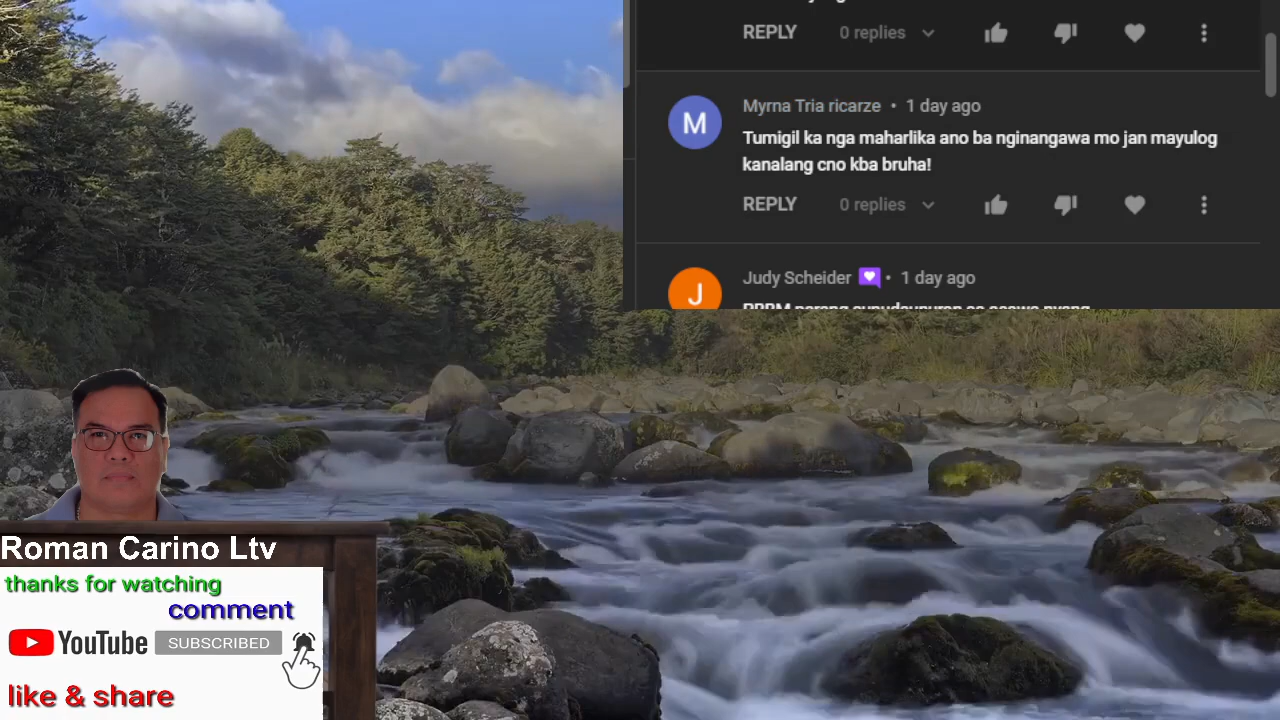 REPLY 0 replies
M Myrna Tria ricarze • 1 day ago
Tumigil ka nga maharlika ano ba nginangawa mo jan mayulog
kanalang cno kba bruha!
REPLY 0 replies
J Judy Scheider • 1 day ago
Roman Carino Ltv
thanks for watching
comment
YouTube SUBSCRIBED
like & share